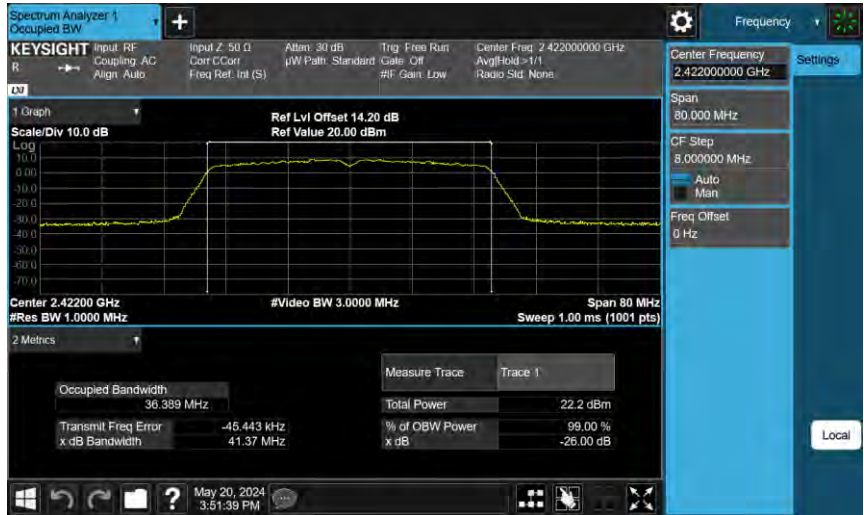 Spectrum Analyzer 1
Occupied BW
+
Frequency
KEYSIGHT
R
LXI
Input: RF
Coupling: AC
Align: Auto
Input Z: 50 Ω
Corr CCorr
Freq Ref: Int (S)
Atten: 30 dB
µW Path: Standard
Trig: Free Run
Gate: Off
#IF Gain: Low
Center Freq: 2.422000000 GHz
Avg|Hold:>1/1
Radio Std: None
Center Frequency
2.422000000 GHz
Settings
Span
80.000 MHz
CF Step
8.000000 MHz
Auto
Man
Freq Offset
0 Hz
Local
1 Graph
Scale/Div 10.0 dB
Ref Lvl Offset 14.20 dB
Ref Value 20.00 dBm
Log
10.0
0.00
-10.0
-20.0
-30.0
-40.0
-50.0
-60.0
-70.0
Center 2.42200 GHz
#Video BW 3.0000 MHz
Span 80 MHz
#Res BW 1.0000 MHz
Sweep 1.00 ms (1001 pts)
2 Metrics
Measure Trace
Trace 1
Occupied Bandwidth
36.389 MHz
Total Power
22.2 dBm
Transmit Freq Error
-45.443 kHz
% of OBW Power
99.00 %
x dB Bandwidth
41.37 MHz
x dB
-26.00 dB
?
May 20, 2024
3:51:39 PM